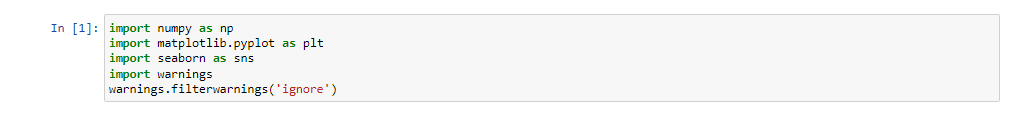 In [1]: import numpy as np
import matplotlib.pyplot as plt
import seaborn as sns
import warnings
warnings.filterwarnings('ignore')